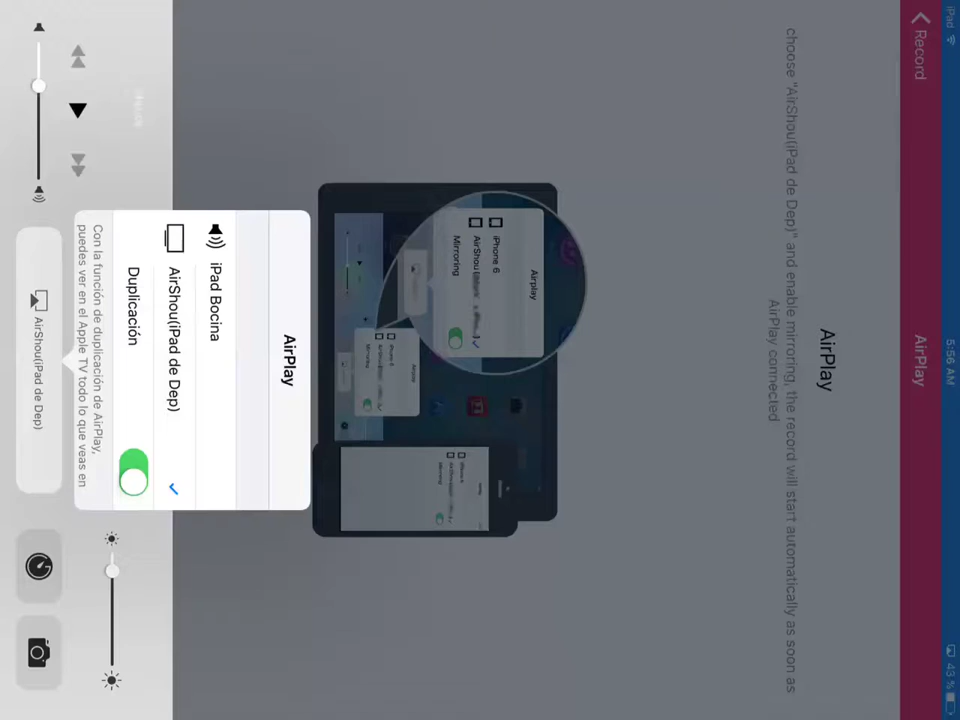 iPad
5:56 AM
43 %
Record
AirPlay
AirPlay
choose "AirShou(iPad de Dep)" and enable mirroring, the record will start automatically as soon as
AirPlay connected
Airplay
iPhone 6
AirShou
Mirroring
AirPlay
iPad Bocina
AirShou(iPad de Dep)
Duplicación
Con la función de duplicación de AirPlay,
puedes ver en el Apple TV todo lo que veas en
AirShou(iPad de Dep)